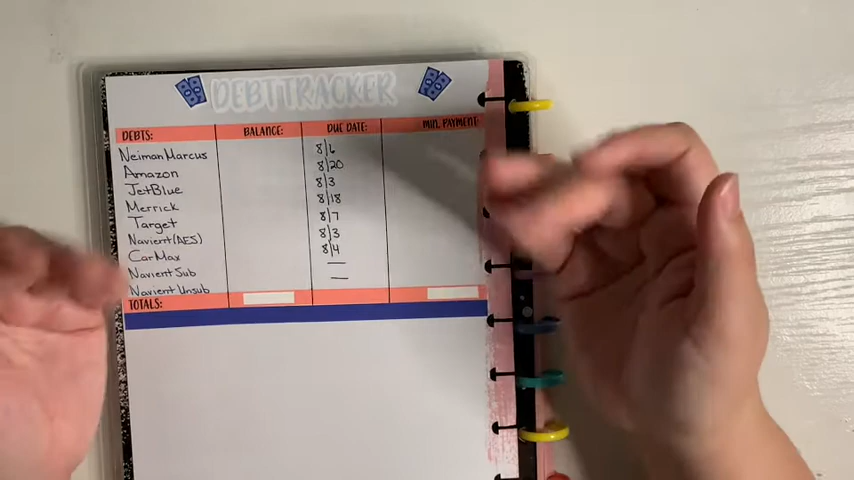 DEBT TRACKER
DEBTS: BALANCE: DUE DATE: MIN. PAYMENT
Neiman Marcus 8|6
Amazon 8|20
JetBlue 8|3
Merrick 8|18
Target 8|7
Navient (AES) 8|3
CarMax 8|4
Navient Sub —
Navient Unsub —
TOTALS: